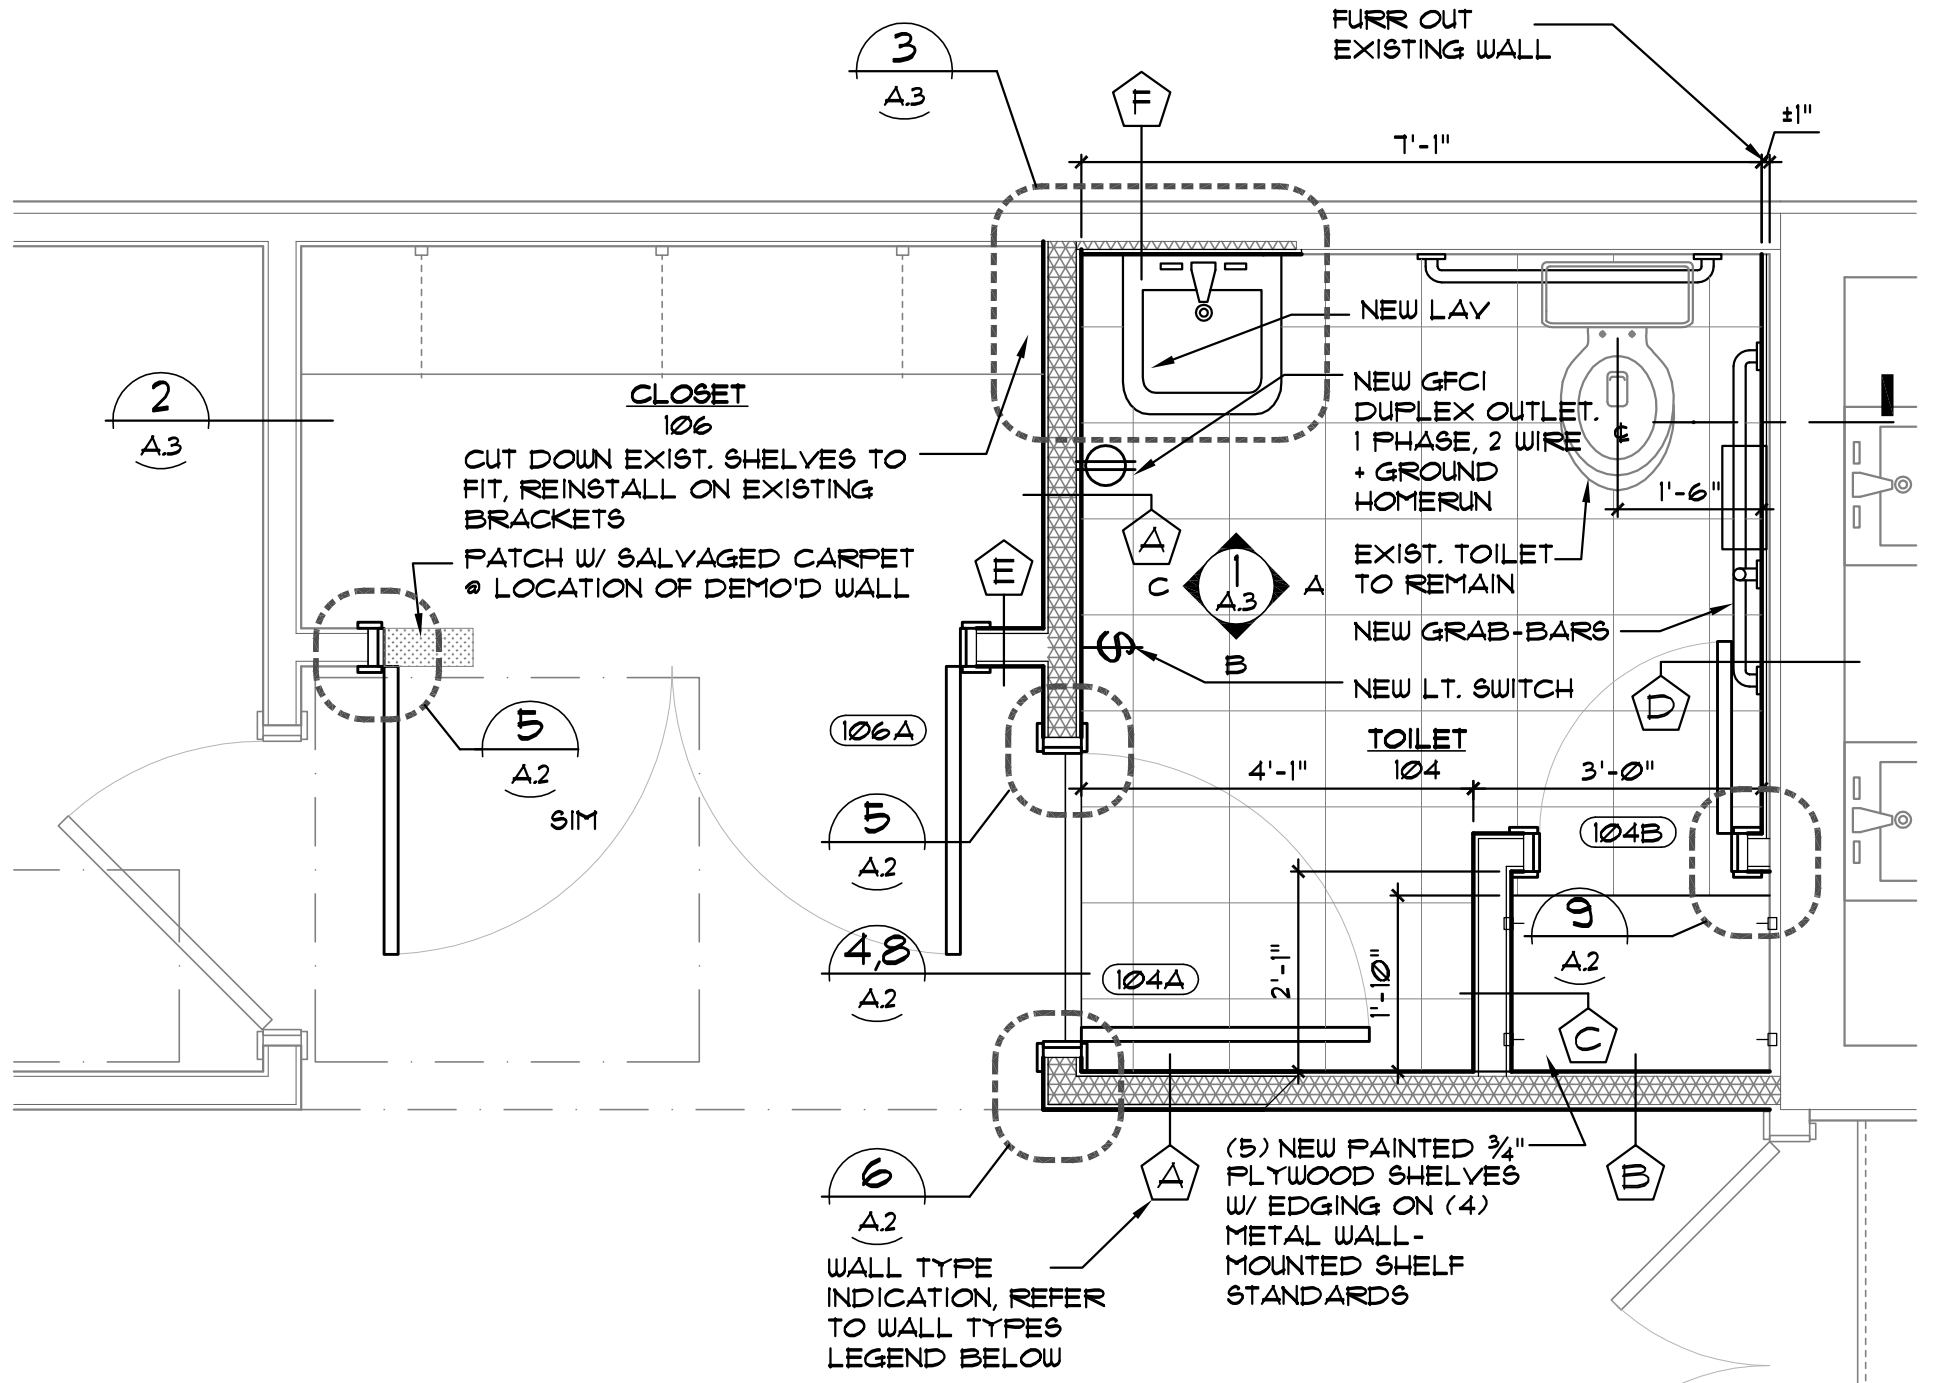 3
A.3
FURR OUT
EXISTING WALL
F
±1"
7'-1"
2
A.3
CLOSET
106
CUT DOWN EXIST. SHELVES TO
FIT, REINSTALL ON EXISTING
BRACKETS
PATCH W/ SALVAGED CARPET
@ LOCATION OF DEMO'D WALL
NEW LAV
NEW GFCI
DUPLEX OUTLET.
1 PHASE, 2 WIRE
+ GROUND
HOMERUN
℄
1'-6"
A
E
C
1
A.3
A
B
EXIST. TOILET
TO REMAIN
NEW GRAB-BARS
S
NEW LT. SWITCH
D
5
A.2
SIM
106A
TOILET
104
4'-1"
3'-0"
5
A.2
104B
4,8
A.2
104A
2'-1"
1'-10"
9
A.2
C
6
A.2
A
B
(5) NEW PAINTED ¾"
PLYWOOD SHELVES
W/ EDGING ON (4)
METAL WALL-
MOUNTED SHELF
STANDARDS
WALL TYPE
INDICATION, REFER
TO WALL TYPES
LEGEND BELOW